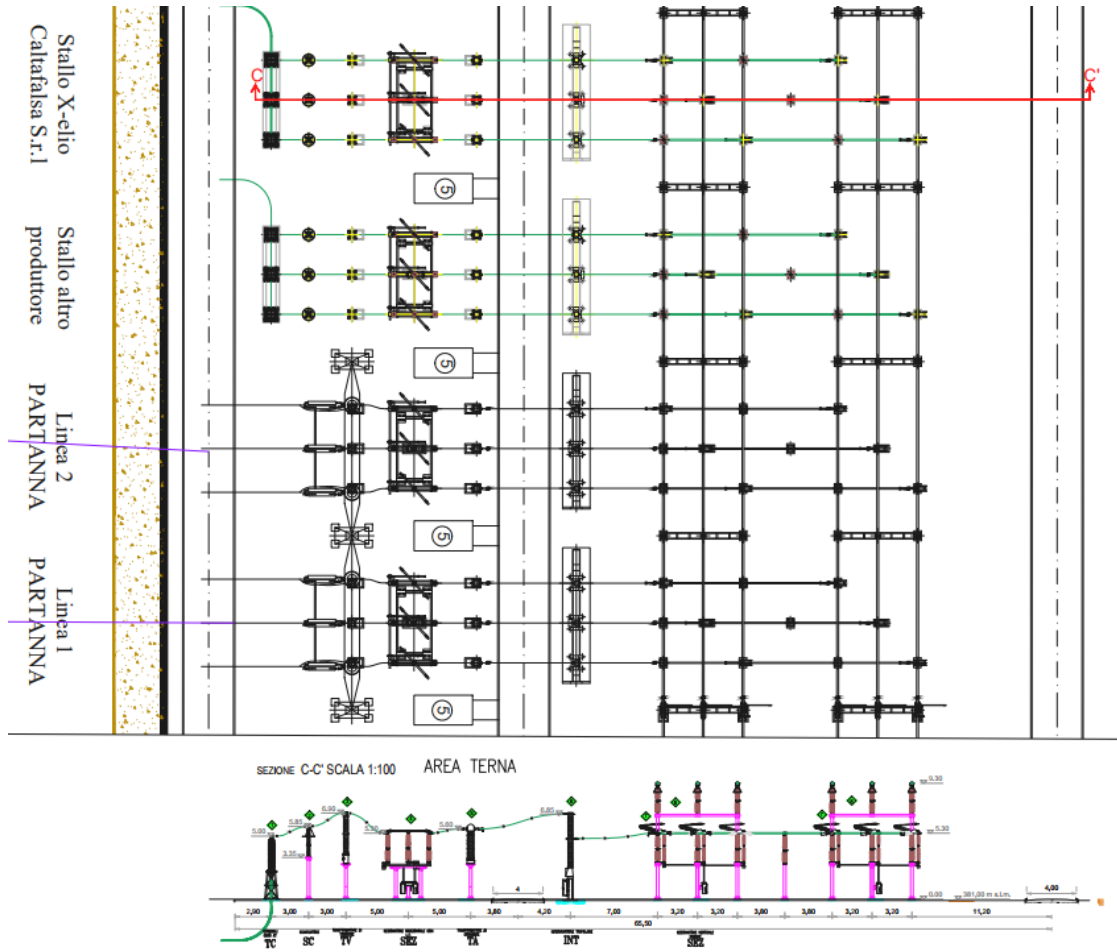 Stallo X-elio
Caltafalsa S.r.l
C
C'
5
Stallo altro
produttore
5
Linea 2
PARTANNA
5
Linea 1
PARTANNA
5
SEZIONE C-C' SCALA 1:100 AREA TERNA
5.00
5.85
3.35
6.90
5.30
5.60
6.85
9.30
5.30
0.00
381,00 m s.l.m.
4
4,00
2,00 3,00 3,00 5,00 5,00 3,80 4,20 7,00 3,20 3,20 3,80 3,80 3,20 3,20 11,20
65,50
TC SC TV SEZ TA INT SEZ